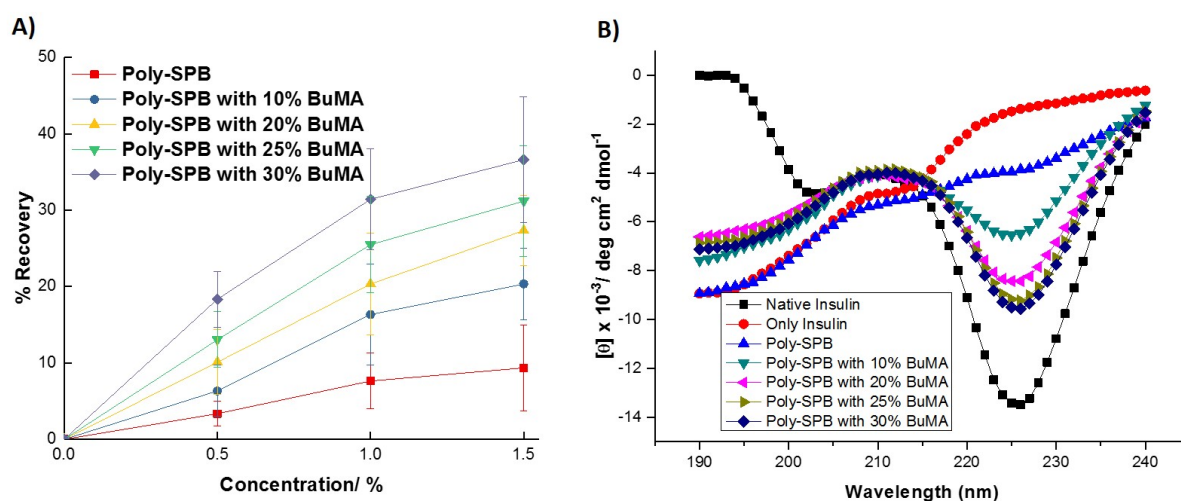 A)
50
40
30
20
10
0
% Recovery
Poly-SPB
Poly-SPB with 10% BuMA
Poly-SPB with 20% BuMA
Poly-SPB with 25% BuMA
Poly-SPB with 30% BuMA
0.0 0.5 1.0 1.5
Concentration/ %
B)
0
-2
-4
-6
-8
-10
-12
-14
[θ] x 10⁻³/ deg cm² dmol⁻¹
Native Insulin
Only Insulin
Poly-SPB
Poly-SPB with 10% BuMA
Poly-SPB with 20% BuMA
Poly-SPB with 25% BuMA
Poly-SPB with 30% BuMA
190 200 210 220 230 240
Wavelength (nm)